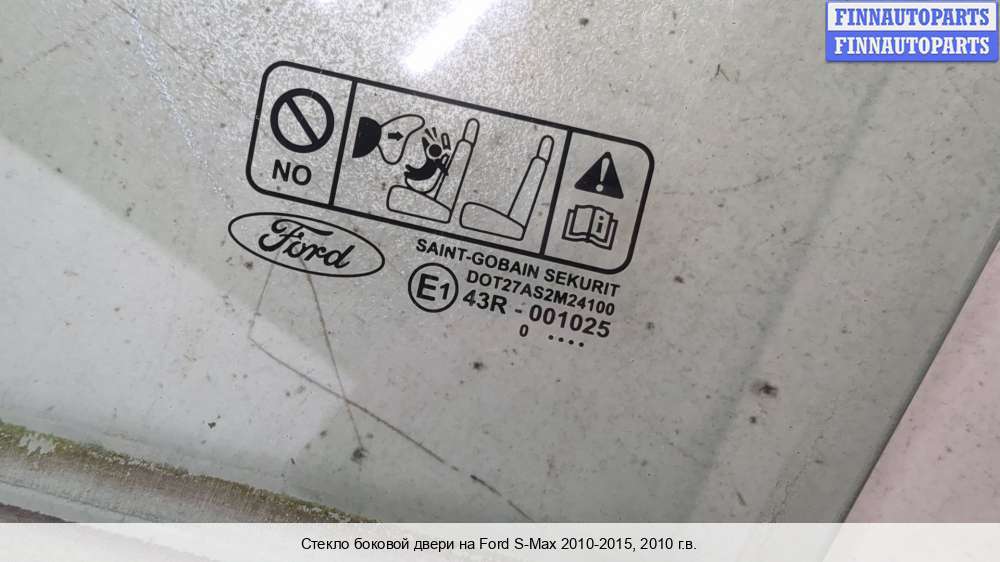 FINNAUTOPARTS
FINNAUTOPARTS
NO
Ford
SAINT-GOBAIN SEKURIT
DOT27AS2M24100
E1
43R - 001025
0 ....
Стекло боковой двери на Ford S-Max 2010-2015, 2010 г.в.